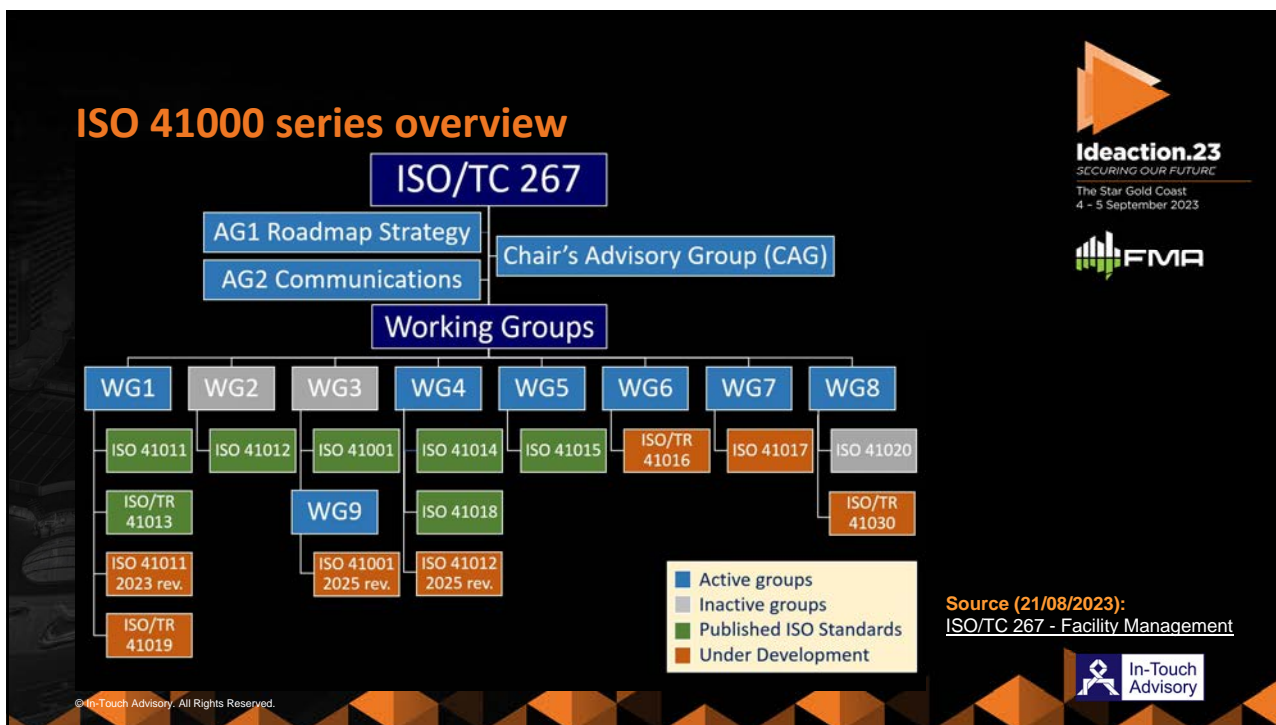 ISO 41000 series overview
ISO/TC 267
AG1 Roadmap Strategy
Chair's Advisory Group (CAG)
AG2 Communications
Working Groups
WG1
WG2
WG3
WG4
WG5
WG6
WG7
WG8
ISO 41011
ISO 41012
ISO 41001
ISO 41014
ISO 41015
ISO/TR
41016
ISO 41017
ISO 41020
ISO/TR
41013
WG9
ISO 41018
ISO/TR
41030
ISO 41011
2023 rev.
ISO 41001
2025 rev.
ISO 41012
2025 rev.
ISO/TR
41019
Active groups
Inactive groups
Published ISO Standards
Under Development
Ideaction.23
SECURING OUR FUTURE
The Star Gold Coast
4 – 5 September 2023
FMA
Source (21/08/2023):
ISO/TC 267 - Facility Management
In-Touch
Advisory
© In-Touch Advisory. All Rights Reserved.